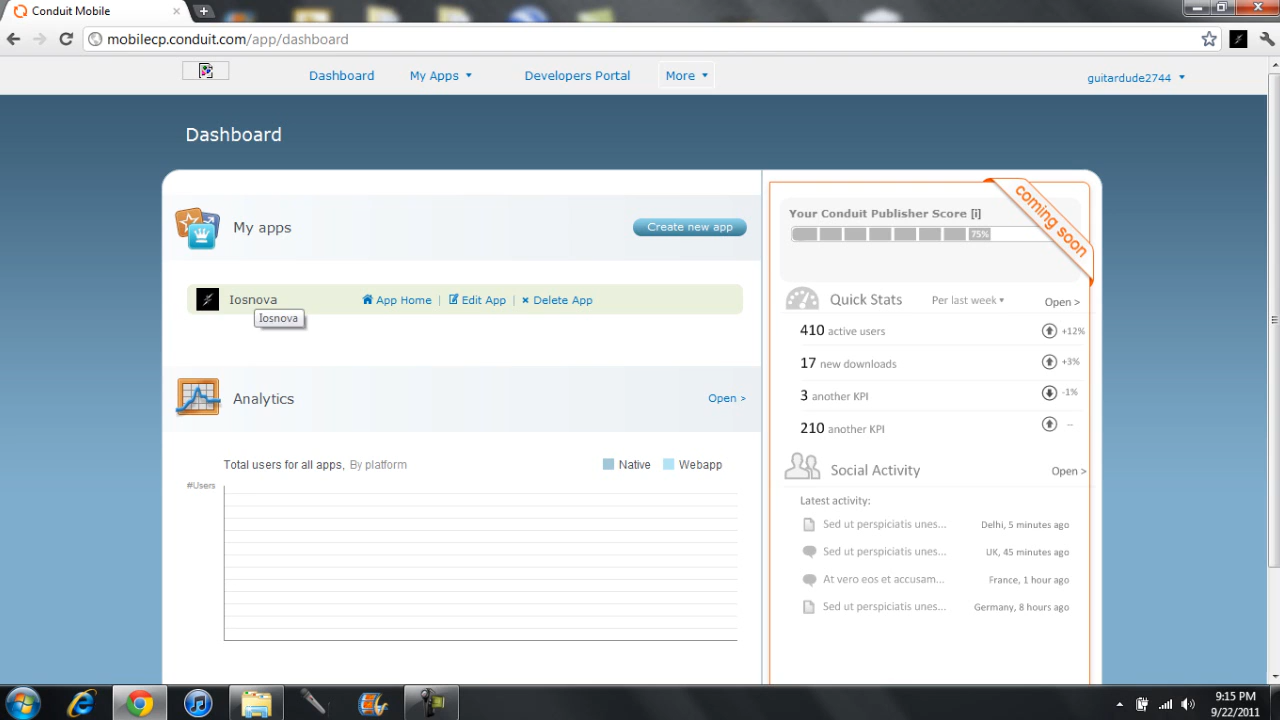 Conduit Mobile
mobilecp.conduit.com/app/dashboard
Dashboard My Apps Developers Portal More guitardude2744
Dashboard
My apps Create new app
Iosnova App Home | Edit App | Delete App
Iosnova
Analytics Open >
Total users for all apps, By platform Native Webapp
#Users
coming soon
Your Conduit Publisher Score [i]
75%
Quick Stats Per last week Open >
410 active users +12%
17 new downloads +3%
3 another KPI -1%
210 another KPI --
Social Activity Open >
Latest activity:
Sed ut perspiciatis unes... Delhi, 5 minutes ago
Sed ut perspiciatis unes... UK, 45 minutes ago
At vero eos et accusam... France, 1 hour ago
Sed ut perspiciatis unes... Germany, 8 hours ago
9:15 PM
9/22/2011